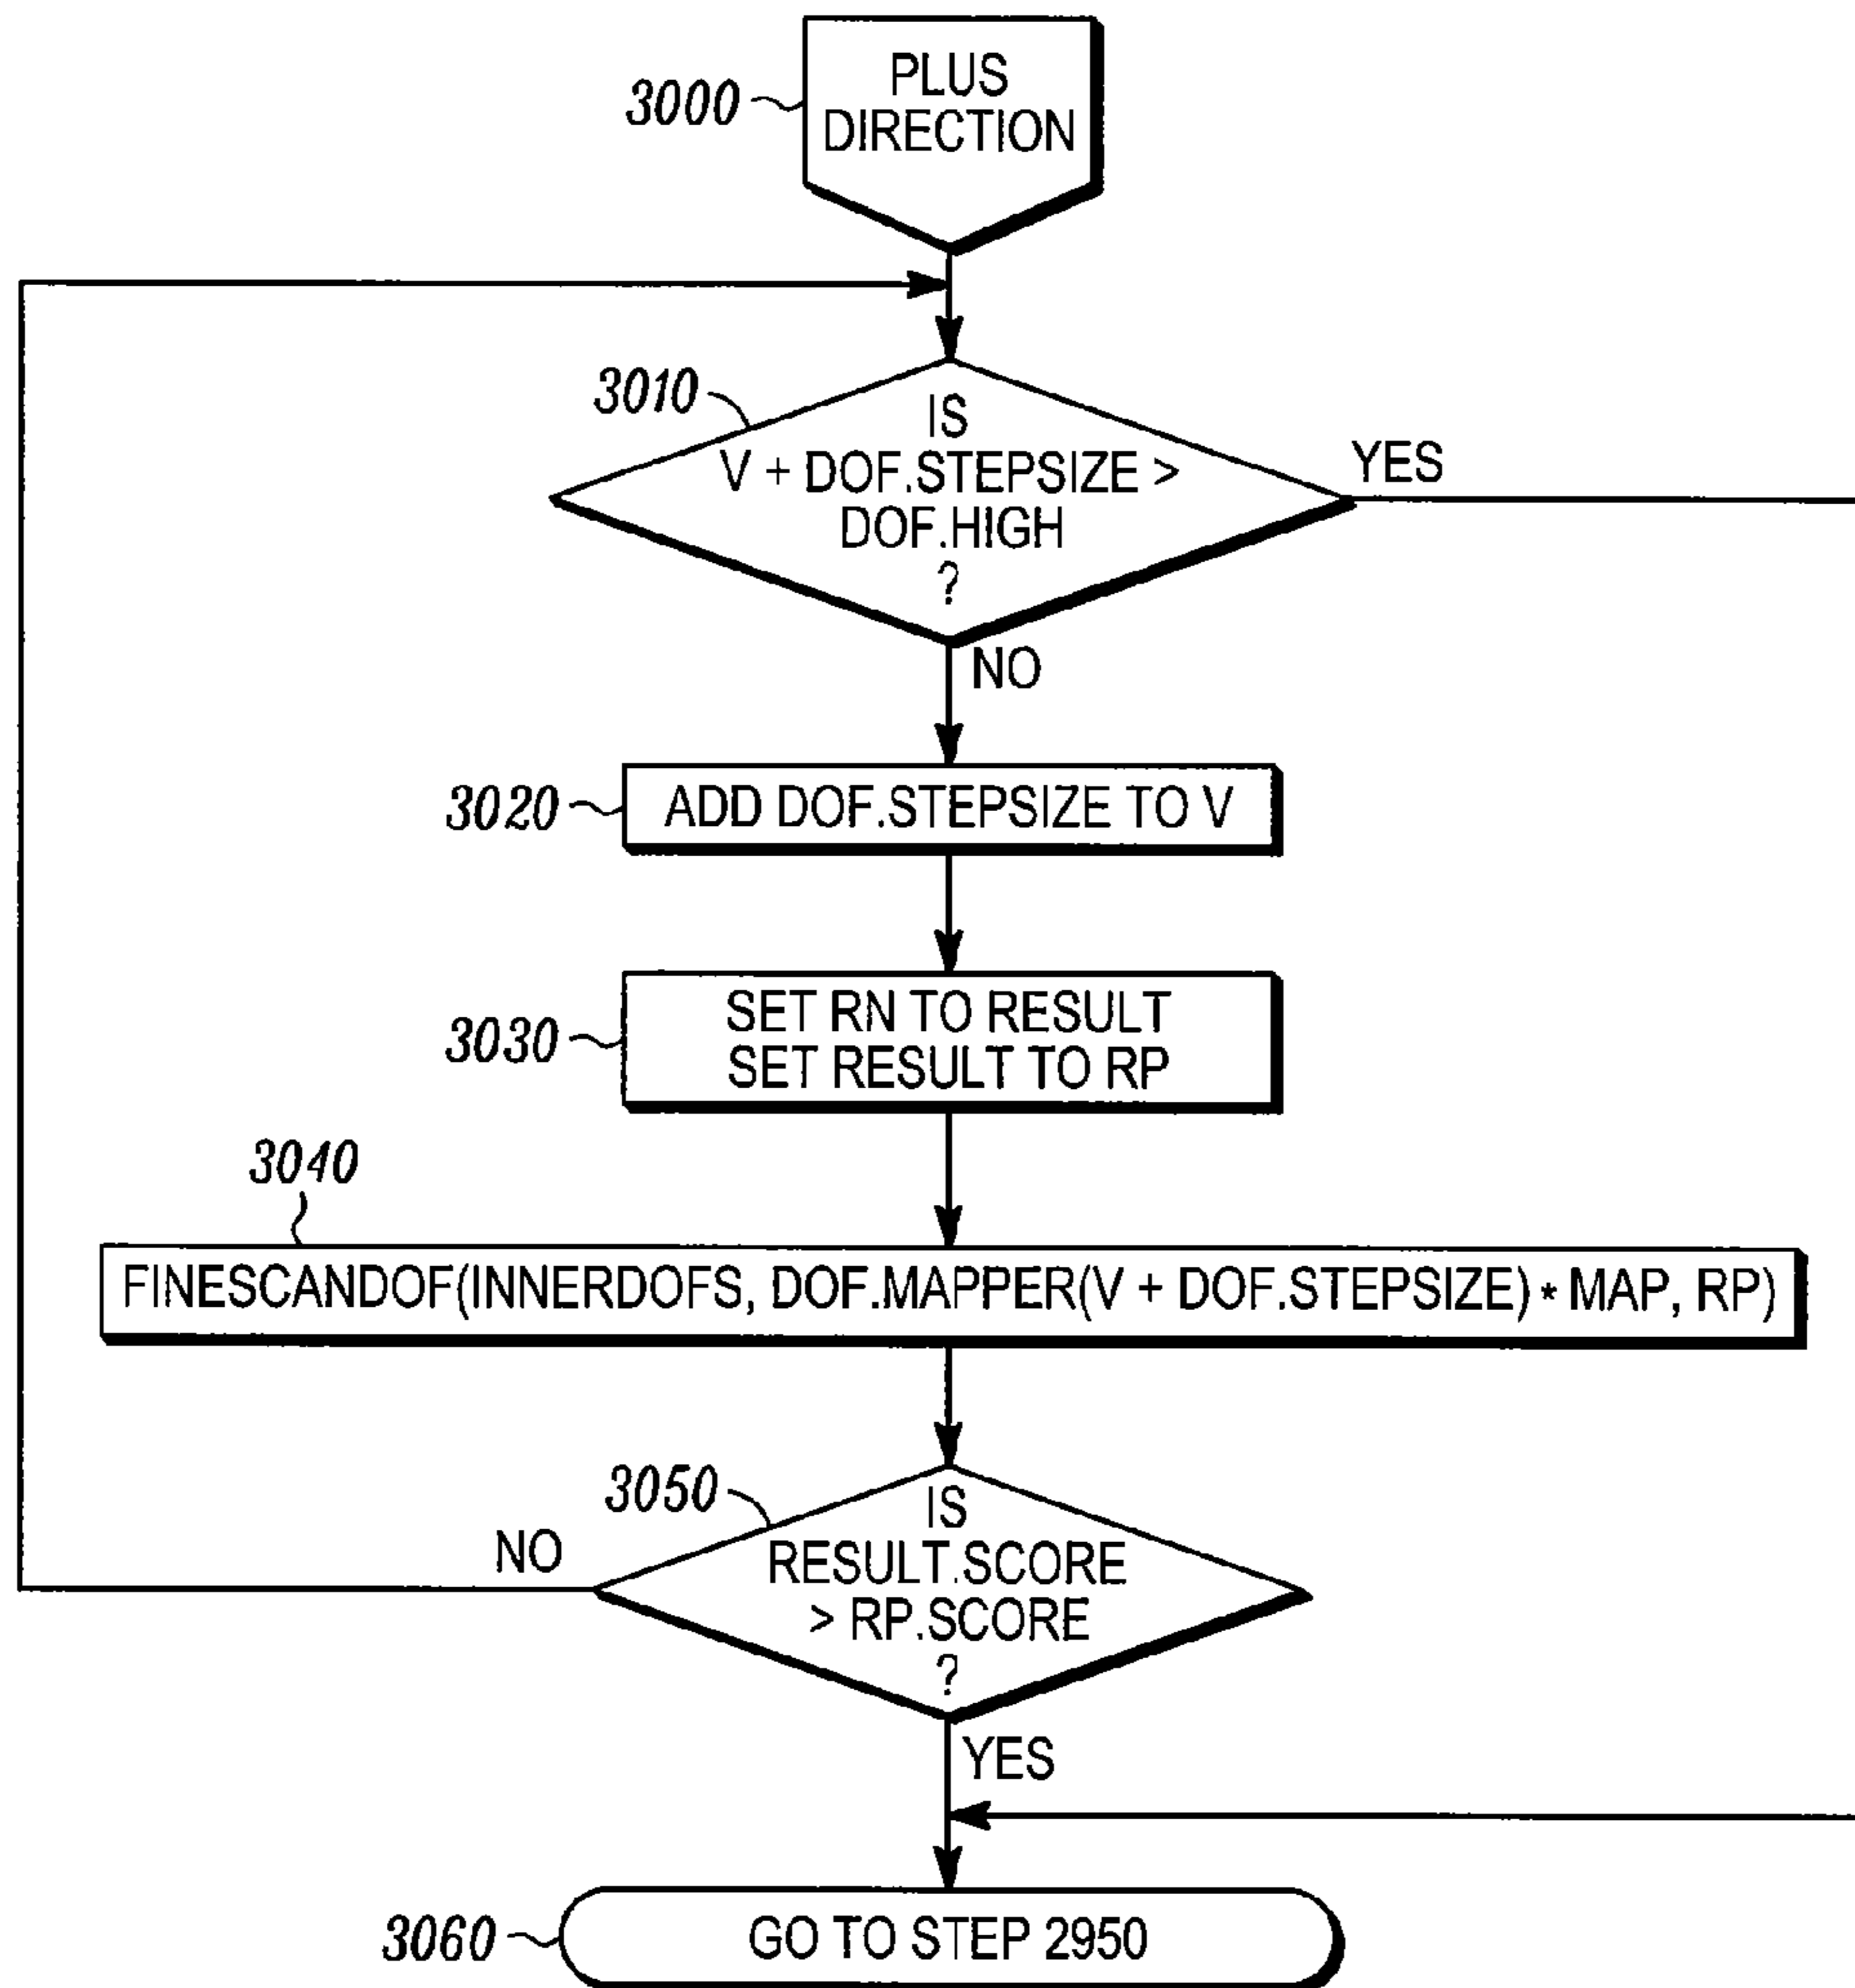 3000
PLUS
DIRECTION
3010
IS
V + DOF.STEPSIZE >
DOF.HIGH
?
YES
NO
3020
ADD DOF.STEPSIZE TO V
3030
SET RN TO RESULT
SET RESULT TO RP
3040
FINESCANDOF(INNERDOFS, DOF.MAPPER(V + DOF.STEPSIZE) * MAP, RP)
3050
IS
RESULT.SCORE
> RP.SCORE
?
NO
YES
3060
GO TO STEP 2950